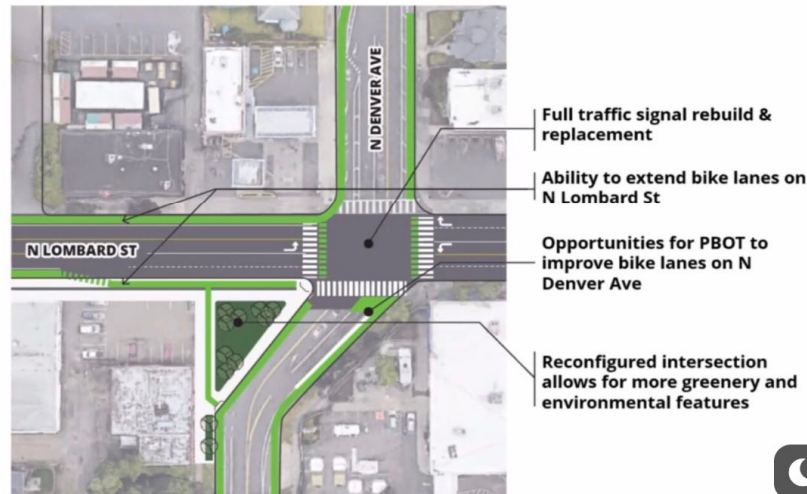 N DENVER AVE
Full traffic signal rebuild &
replacement
Ability to extend bike lanes on
N Lombard St
N LOMBARD ST
Opportunities for PBOT to
improve bike lanes on N
Denver Ave
Reconfigured intersection
allows for more greenery and
environmental features